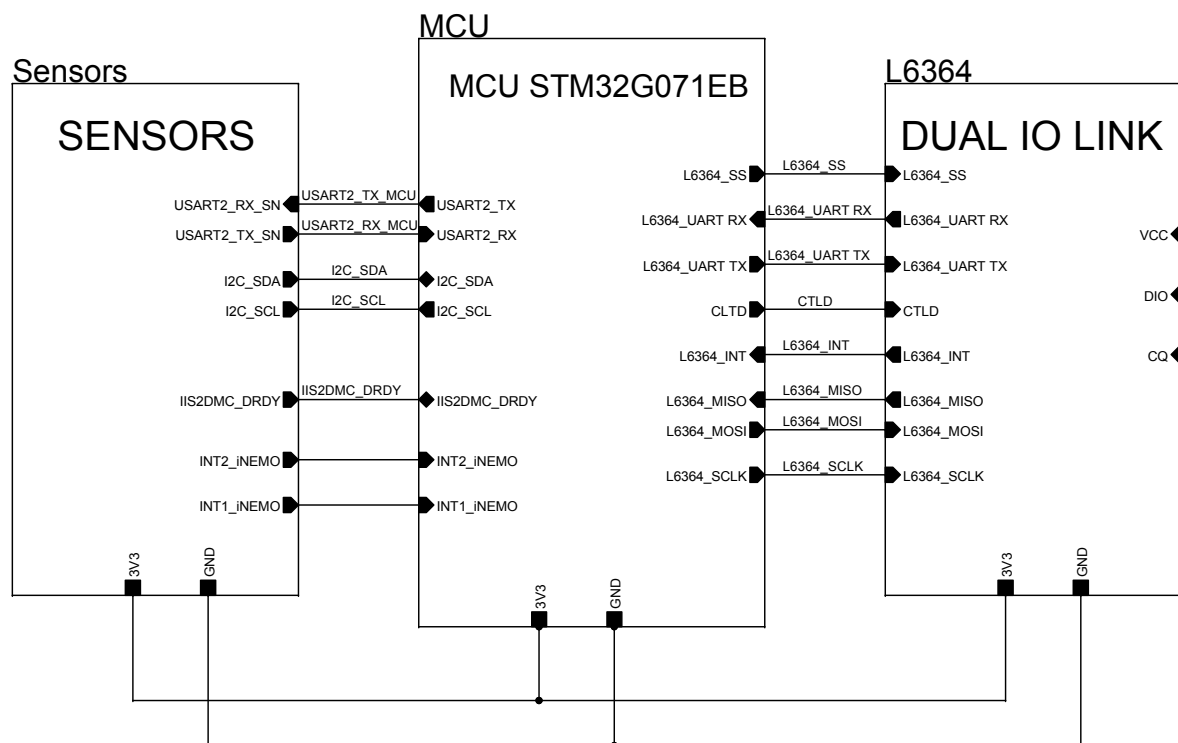 MCU
Sensors
L6364
MCU STM32G071EB
SENSORS
DUAL IO LINK
L6364_SS
L6364_SS
L6364_SS
USART2_RX_SN
USART2_TX_MCU
USART2_TX
L6364_UART RX
L6364_UART RX
L6364_UART RX
USART2_TX_SN
USART2_RX_MCU
USART2_RX
VCC
L6364_UART TX
L6364_UART TX
L6364_UART TX
I2C_SDA
I2C_SDA
I2C_SDA
DIO
I2C_SCL
I2C_SCL
I2C_SCL
CLTD
CTLD
CTLD
L6364_INT
L6364_INT
L6364_INT
CQ
IIS2DMC_DRDY
IIS2DMC_DRDY
IIS2DMC_DRDY
L6364_MISO
L6364_MISO
L6364_MISO
L6364_MOSI
L6364_MOSI
L6364_MOSI
INT2_iNEMO
INT2_iNEMO
L6364_SCLK
L6364_SCLK
L6364_SCLK
INT1_iNEMO
INT1_iNEMO
3V3
GND
3V3
GND
3V3
GND